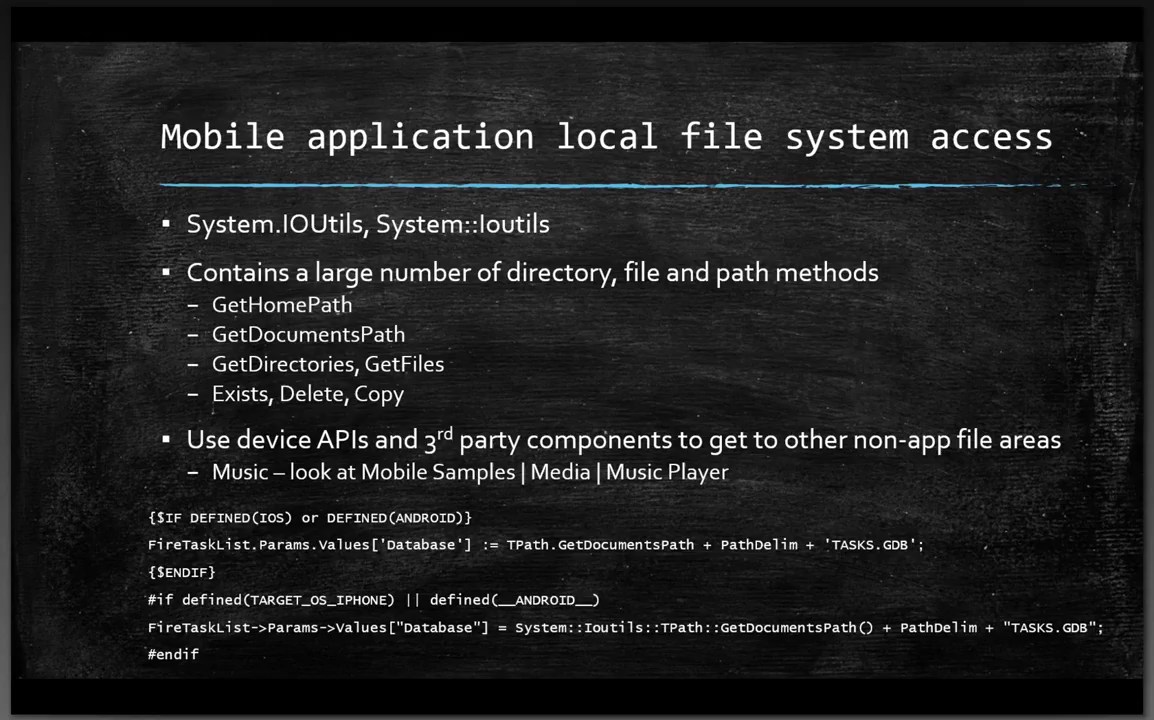 Mobile application local file system access
▪ System.IOUtils, System::Ioutils
▪ Contains a large number of directory, file and path methods
– GetHomePath
– GetDocumentsPath
– GetDirectories, GetFiles
– Exists, Delete, Copy
▪ Use device APIs and 3rd party components to get to other non-app file areas
– Music – look at Mobile Samples | Media | Music Player
{$IF DEFINED(IOS) or DEFINED(ANDROID)}
FireTaskList.Params.Values['Database'] := TPath.GetDocumentsPath + PathDelim + 'TASKS.GDB';
{$ENDIF}
#if defined(TARGET_OS_IPHONE) || defined(__ANDROID__)
FireTaskList->Params->Values["Database"] = System::Ioutils::TPath::GetDocumentsPath() + PathDelim + "TASKS.GDB";
#endif